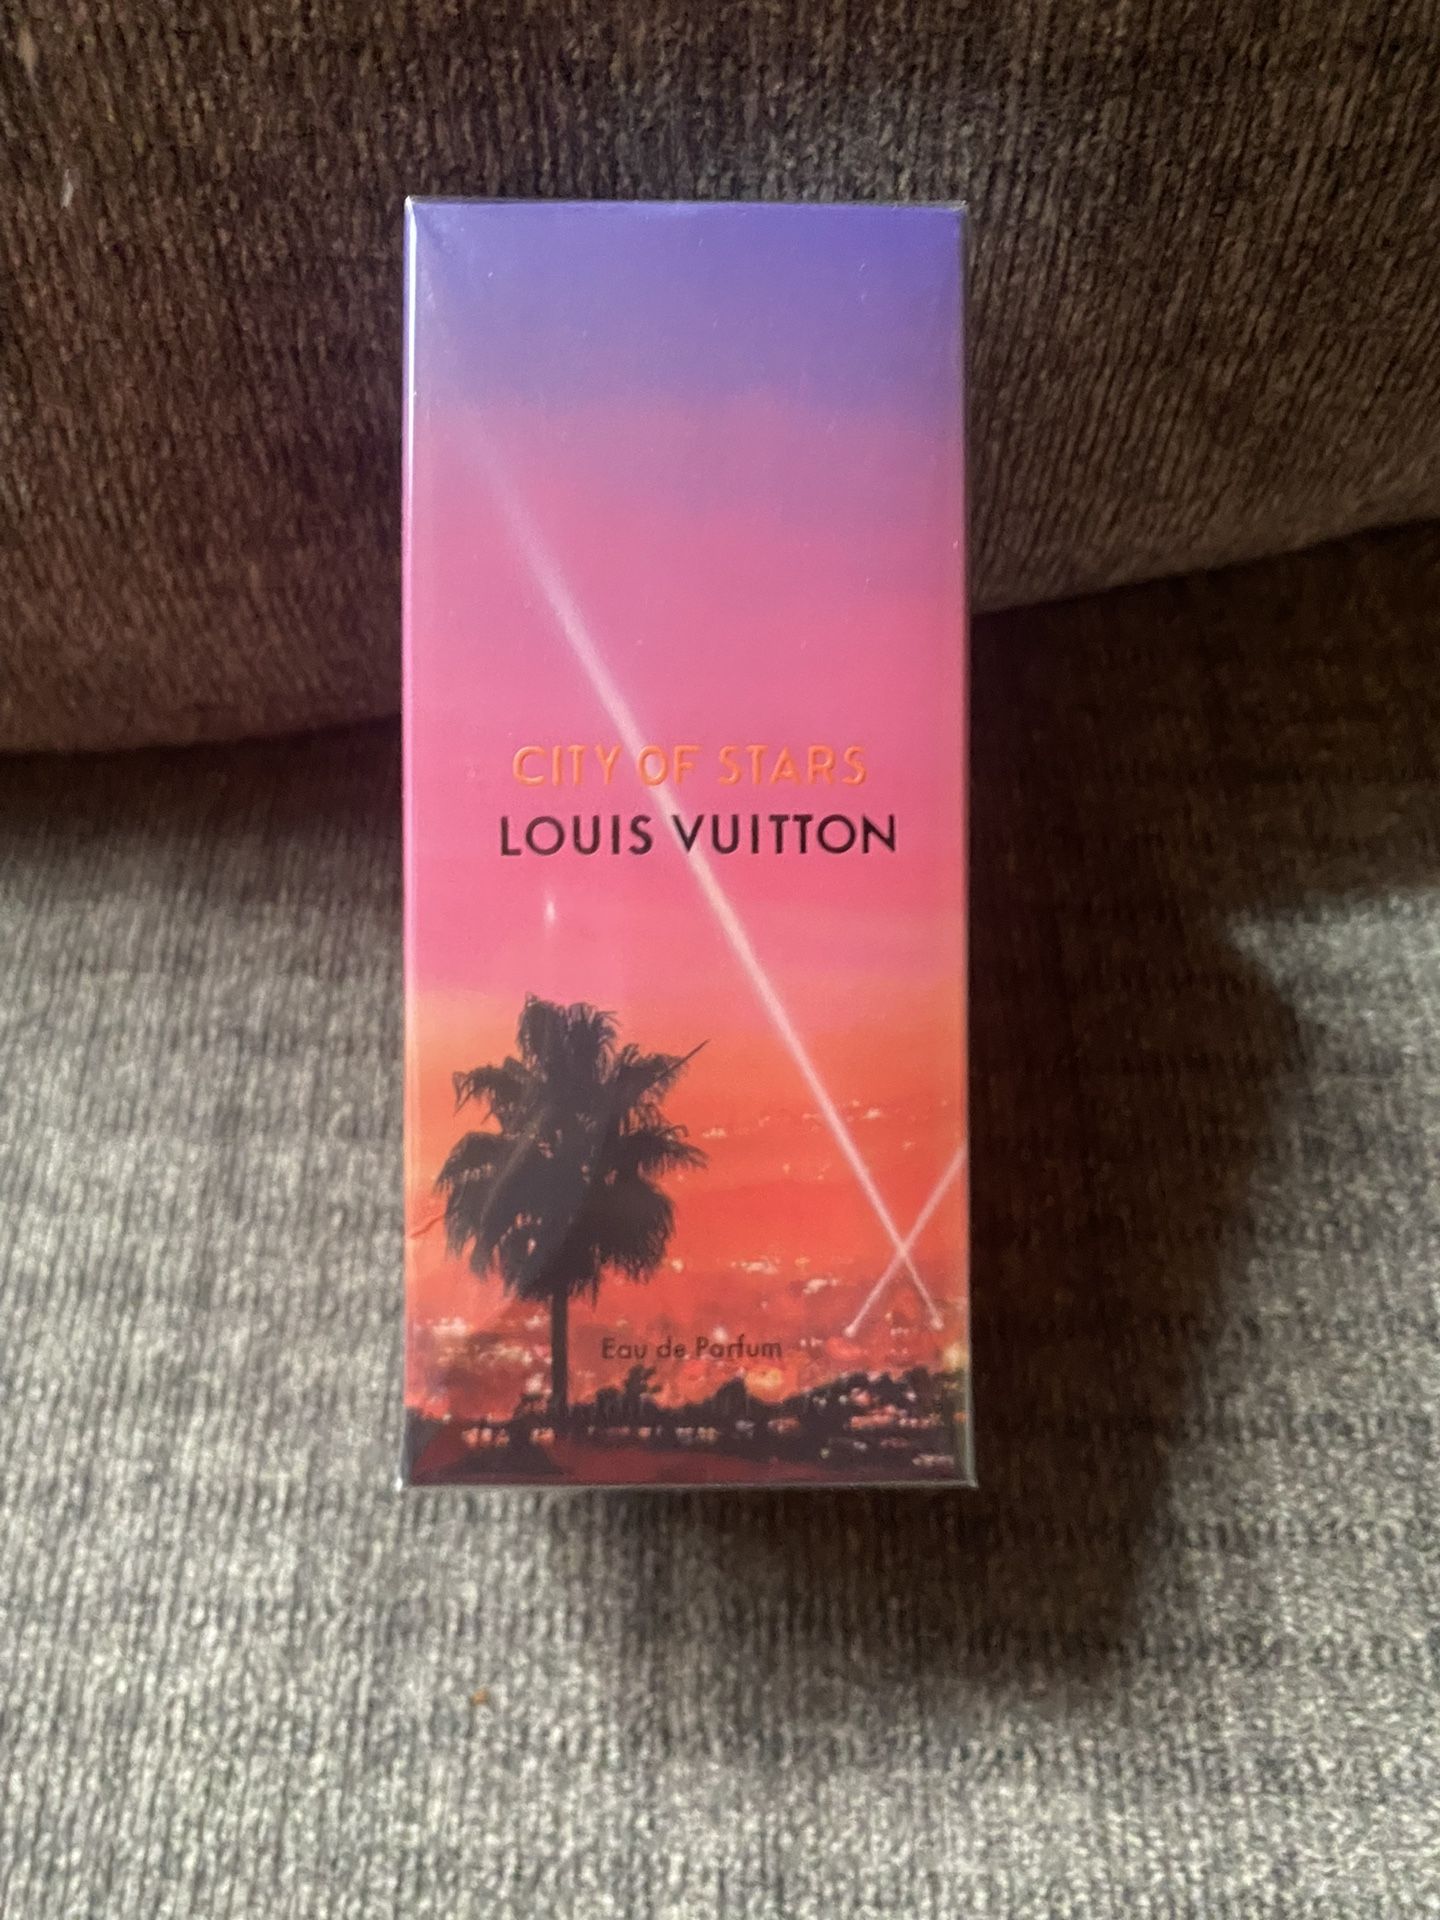 CITY OF STARS
LOUIS VUITTON
Eau de Parfum